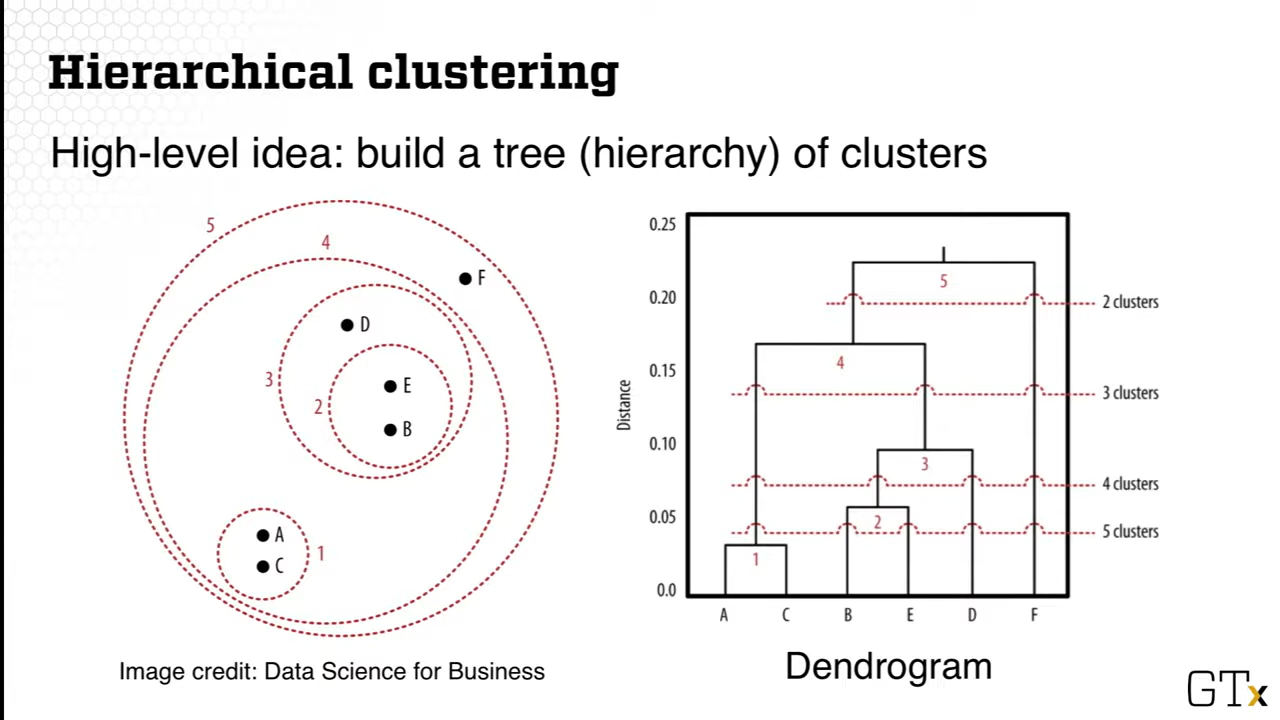 Hierarchical clustering
High-level idea: build a tree (hierarchy) of clusters
5
4
F
D
3
E
2
B
A
1
C
Image credit: Data Science for Business
0.25
0.20
0.15
0.10
0.05
0.0
Distance
5
2 clusters
4
3 clusters
3
4 clusters
2
5 clusters
1
A C B E D F
Dendrogram
GTx